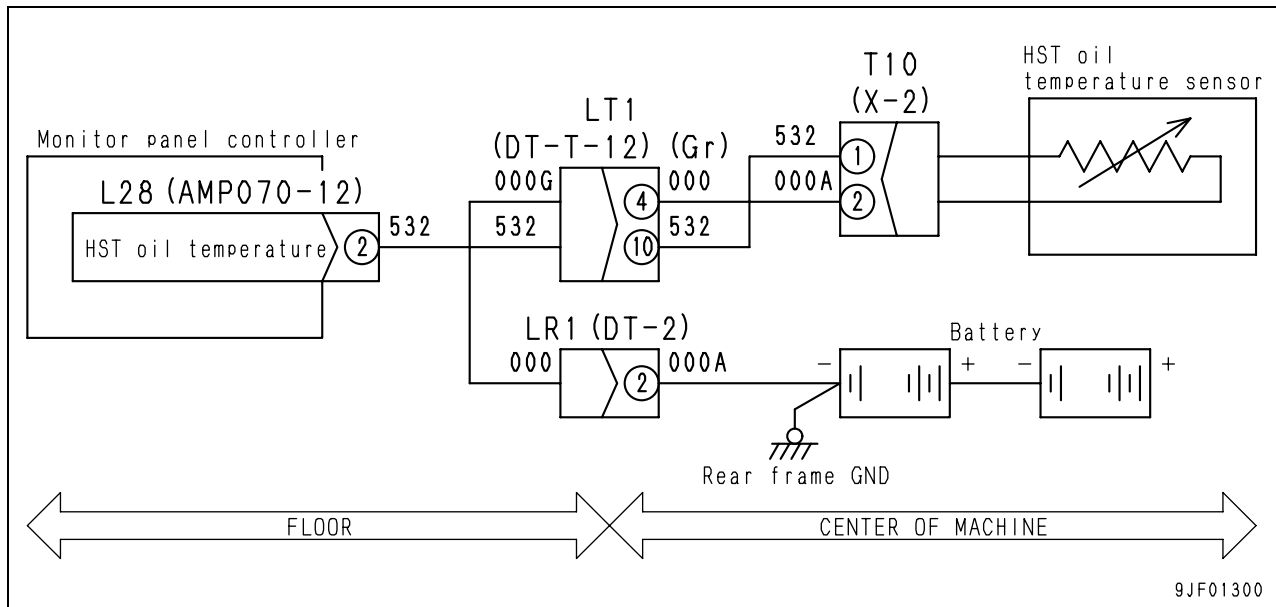 HST oil
temperature sensor
T10
(X-2)
LT1
(DT-T-12) (Gr)
Monitor panel controller
L28 (AMP070-12)
HST oil temperature
2
532
000G
532
4
10
000
532
532
000A
1
2
LR1 (DT-2)
000
2
000A
Battery
- + - +
Rear frame GND
FLOOR
CENTER OF MACHINE
9JF01300